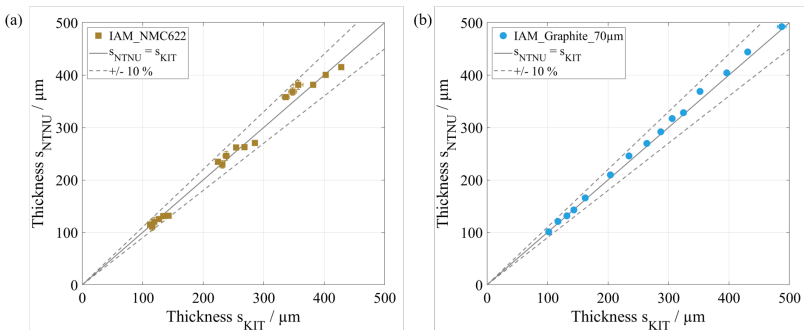 (a)
IAM_NMC622
s_NTNU = s_KIT
+/- 10 %
500
400
300
200
100
0
0 100 200 300 400 500
Thickness s_NTNU / µm
Thickness s_KIT / µm
(b)
IAM_Graphite_70µm
s_NTNU = s_KIT
+/- 10 %
500
400
300
200
100
0
0 100 200 300 400 500
Thickness s_NTNU / µm
Thickness s_KIT / µm